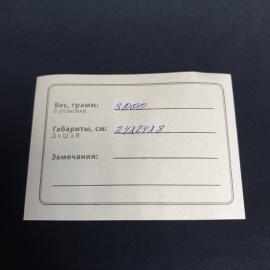 Вес, грамм: 3000
В упаковке
Габариты, см: 24х24х8
Д х Ш х В
Замечания: